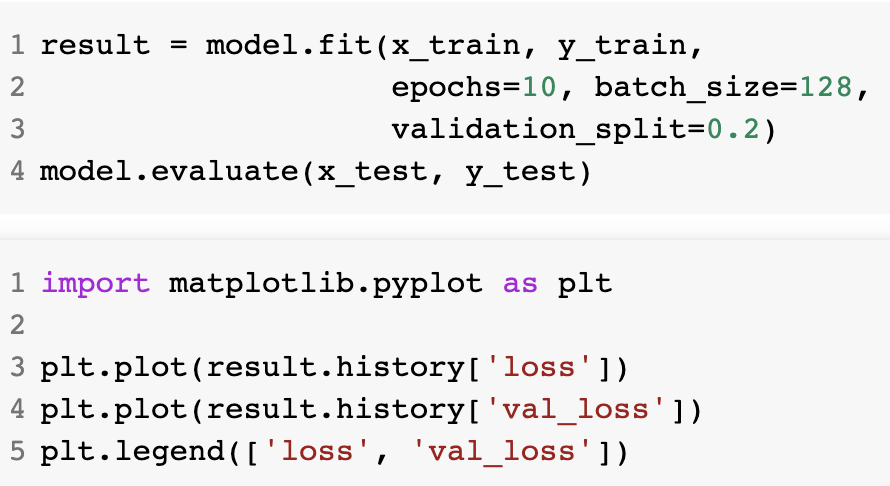 1 result = model.fit(x_train, y_train,
2                    epochs=10, batch_size=128,
3                    validation_split=0.2)
4 model.evaluate(x_test, y_test)
1 import matplotlib.pyplot as plt
2
3 plt.plot(result.history['loss'])
4 plt.plot(result.history['val_loss'])
5 plt.legend(['loss', 'val_loss'])